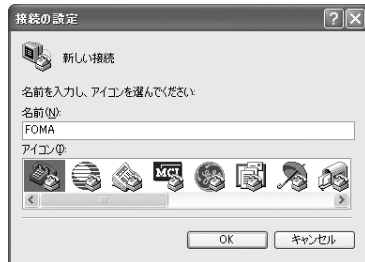 接続の設定
新しい接続
名前を入力し、アイコンを選んでください:
名前(N):
FOMA
アイコン(I):
MCI
OK キャンセル